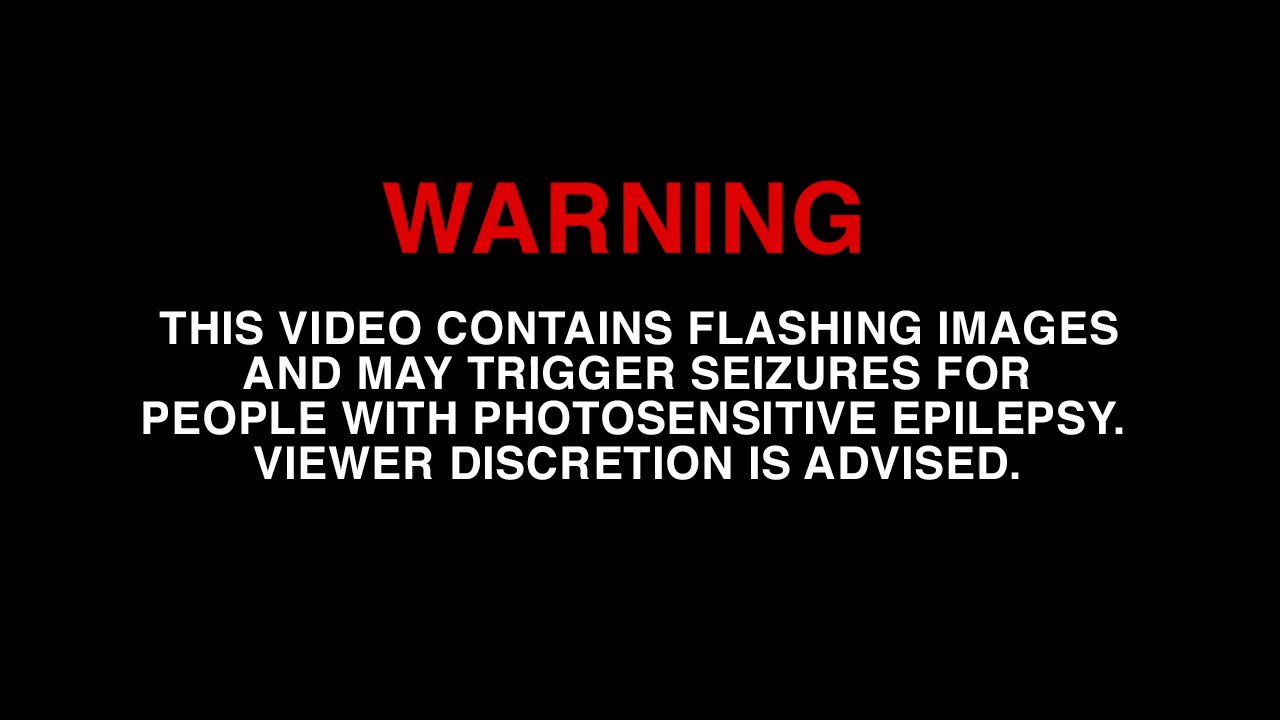 WARNING
THIS VIDEO CONTAINS FLASHING IMAGES
AND MAY TRIGGER SEIZURES FOR
PEOPLE WITH PHOTOSENSITIVE EPILEPSY.
VIEWER DISCRETION IS ADVISED.